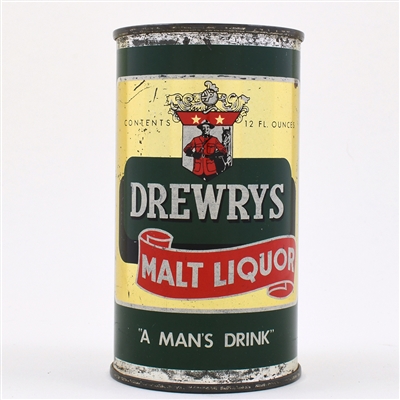 CONTENTS 12 FL. OUNCES
DREWRYS
MALT LIQUOR
"A MAN'S DRINK"